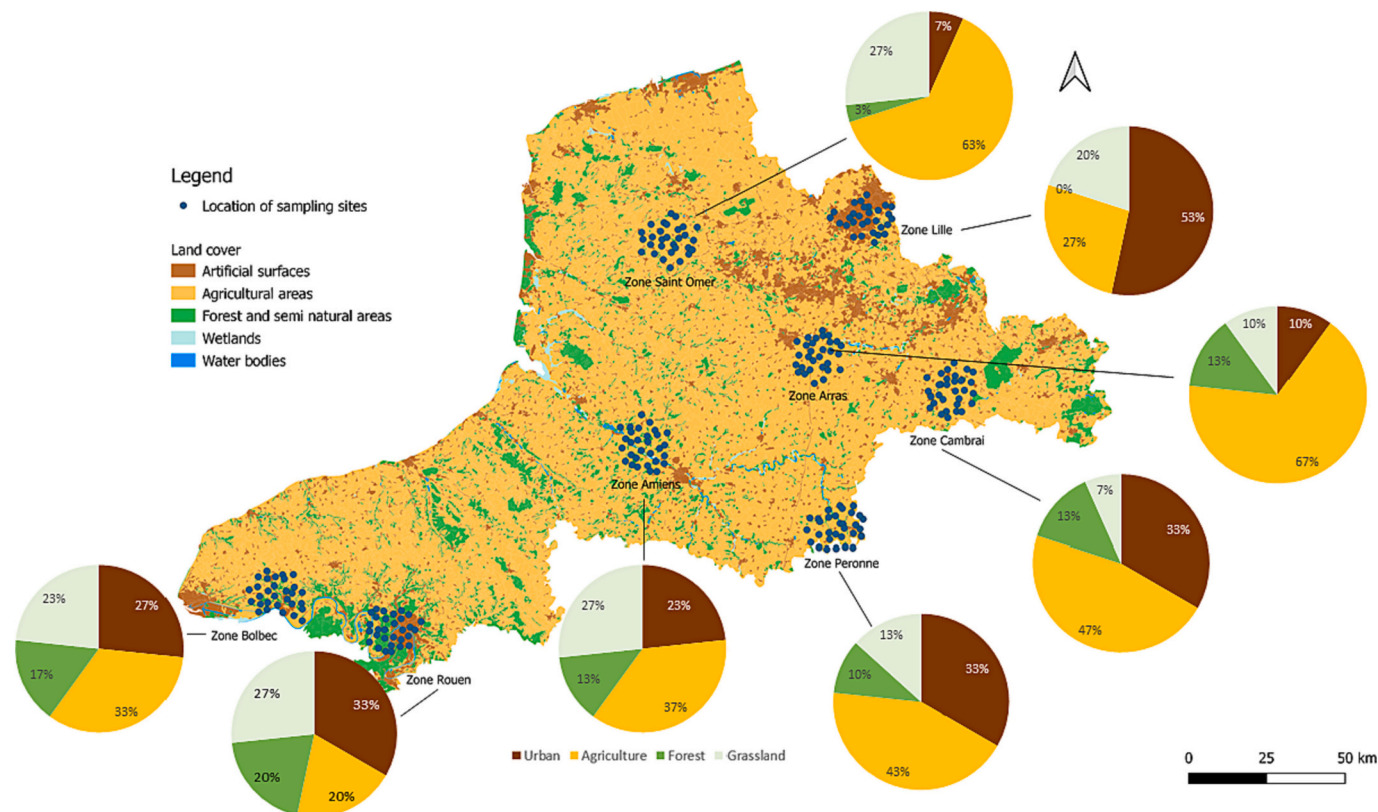 7%
27%
3%
63%
Legend
Location of sampling sites
Land cover
Artificial surfaces
Agricultural areas
Forest and semi natural areas
Wetlands
Water bodies
20%
0%
53%
27%
Zone Lille
Zone Saint Omer
10%
10%
13%
67%
Zone Arras
Zone Cambrai
7%
13%
33%
47%
Zone Amiens
Zone Peronne
23%
27%
17%
33%
Zone Bolbec
27%
33%
20%
20%
Zone Rouen
27%
23%
13%
37%
13%
33%
10%
43%
Urban Agriculture Forest Grassland
0 25 50 km